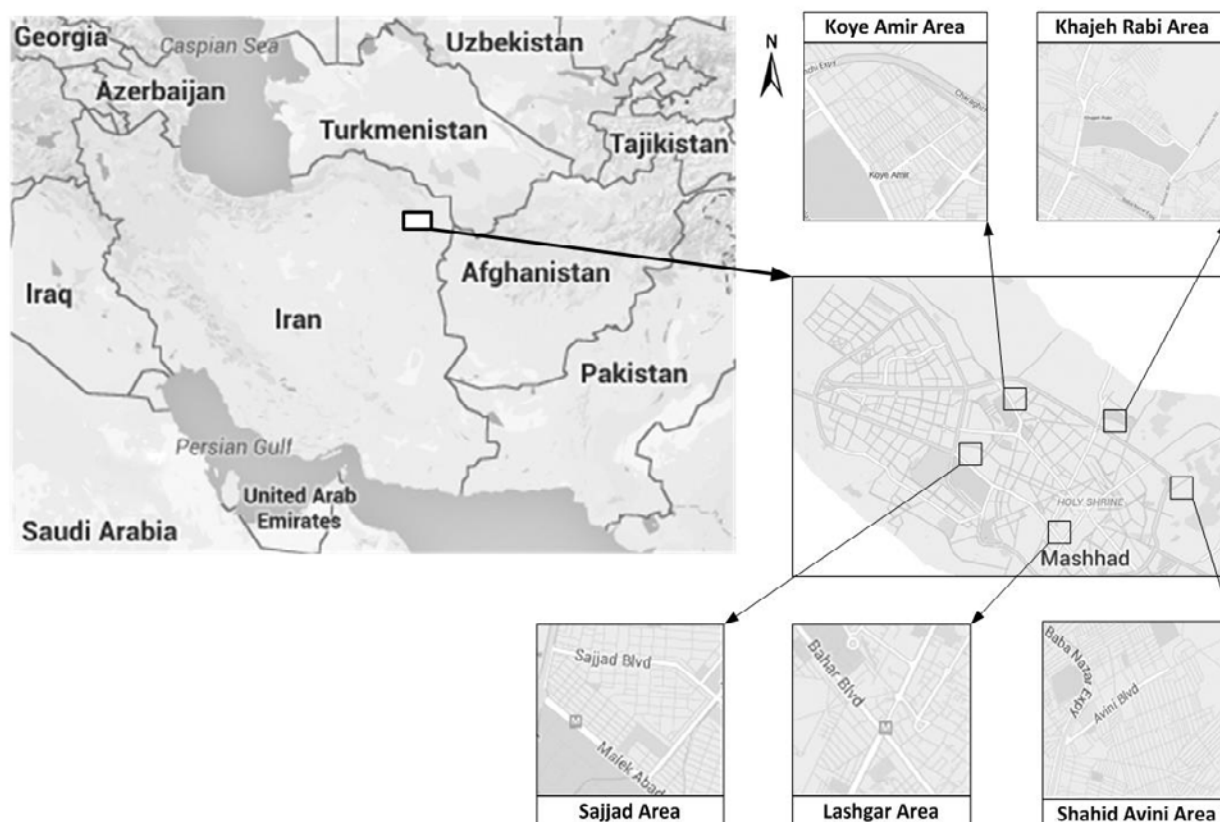 Georgia
Caspian Sea
Uzbekistan
Azerbaijan
Turkmenistan
Tajikistan
Afghanistan
Iraq
Iran
Pakistan
Persian Gulf
United Arab
Emirates
Saudi Arabia
N
Koye Amir Area
Koye Amir
Khajeh Rabi Area
Khajeh Rabi
HOLY SHRINE
Mashhad
Sajjad Blvd
Malek Abad
Sajjad Area
Bahar Blvd
M
Lashgar Area
Baba Nazar Expy
Avini Blvd
Shahid Avini Area